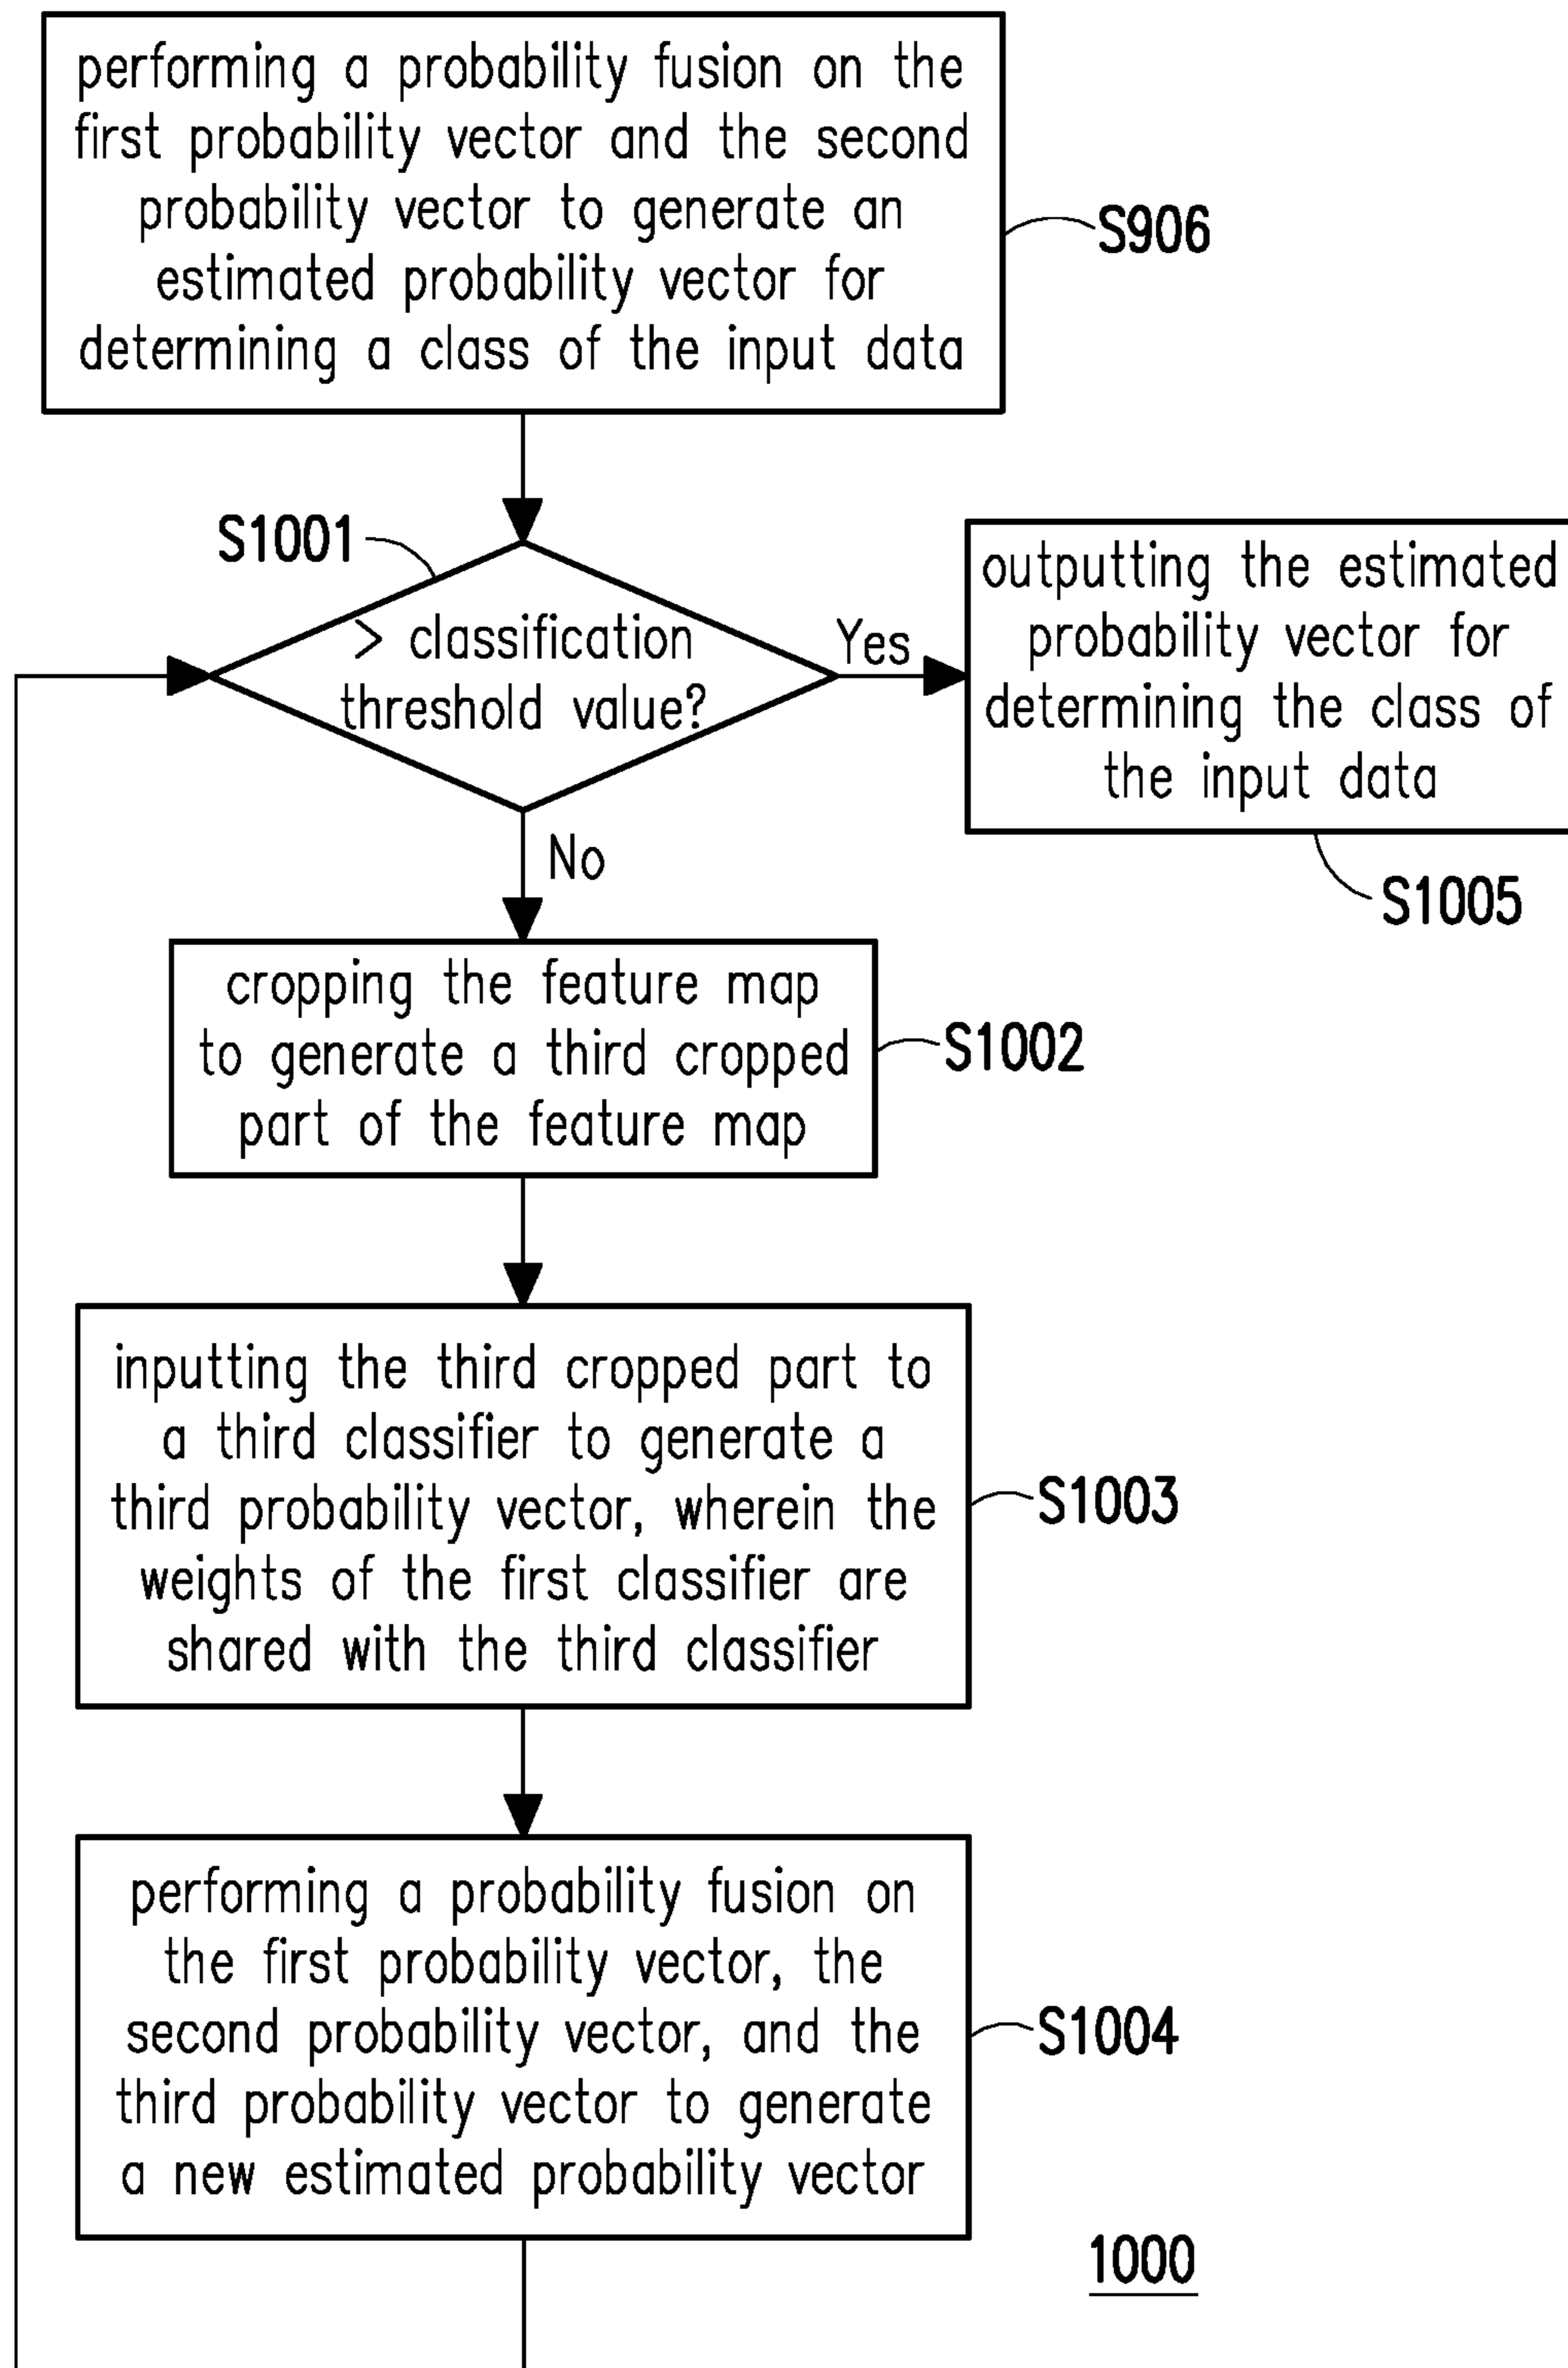 performing a probability fusion on the
first probability vector and the second
probability vector to generate an
estimated probability vector for
determining a class of the input data
S906
S1001
> classification
threshold value?
Yes
outputting the estimated
probability vector for
determining the class of
the input data
S1005
No
cropping the feature map
to generate a third cropped
part of the feature map
S1002
inputting the third cropped part to
a third classifier to generate a
third probability vector, wherein the
weights of the first classifier are
shared with the third classifier
S1003
performing a probability fusion on
the first probability vector, the
second probability vector, and the
third probability vector to generate
a new estimated probability vector
S1004
1000